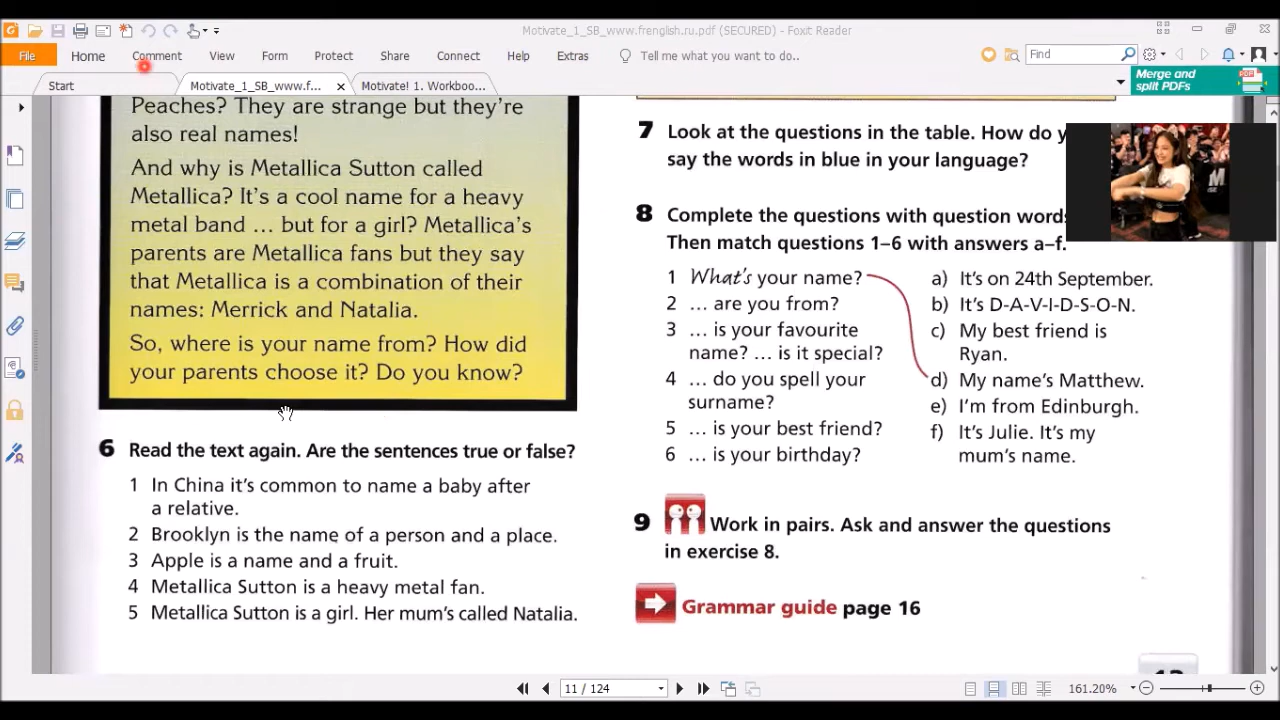 Motivate_1_SB_www.frenglish.ru.pdf (SECURED) - Foxit Reader
File Home Comment View Form Protect Share Connect Help Extras Tell me what you want to do.. Find
Start Motivate_1_SB_www.f... Motivate! 1. Workboo...
Merge and
split PDFs
Peaches? They are strange but they're
also real names!
And why is Metallica Sutton called
Metallica? It's a cool name for a heavy
metal band ... but for a girl? Metallica's
parents are Metallica fans but they say
that Metallica is a combination of their
names: Merrick and Natalia.
So, where is your name from? How did
your parents choose it? Do you know?
6 Read the text again. Are the sentences true or false?
1 In China it's common to name a baby after
a relative.
2 Brooklyn is the name of a person and a place.
3 Apple is a name and a fruit.
4 Metallica Sutton is a heavy metal fan.
5 Metallica Sutton is a girl. Her mum's called Natalia.
7 Look at the questions in the table. How do
say the words in blue in your language?
8 Complete the questions with question words
Then match questions 1–6 with answers a–f.
1 What's your name?
2 ... are you from?
3 ... is your favourite
name? ... is it special?
4 ... do you spell your
surname?
5 ... is your best friend?
6 ... is your birthday?
a) It's on 24th September.
b) It's D-A-V-I-D-S-O-N.
c) My best friend is
Ryan.
d) My name's Matthew.
e) I'm from Edinburgh.
f) It's Julie. It's my
mum's name.
9 Work in pairs. Ask and answer the questions
in exercise 8.
Grammar guide page 16
11 / 124
161.20%